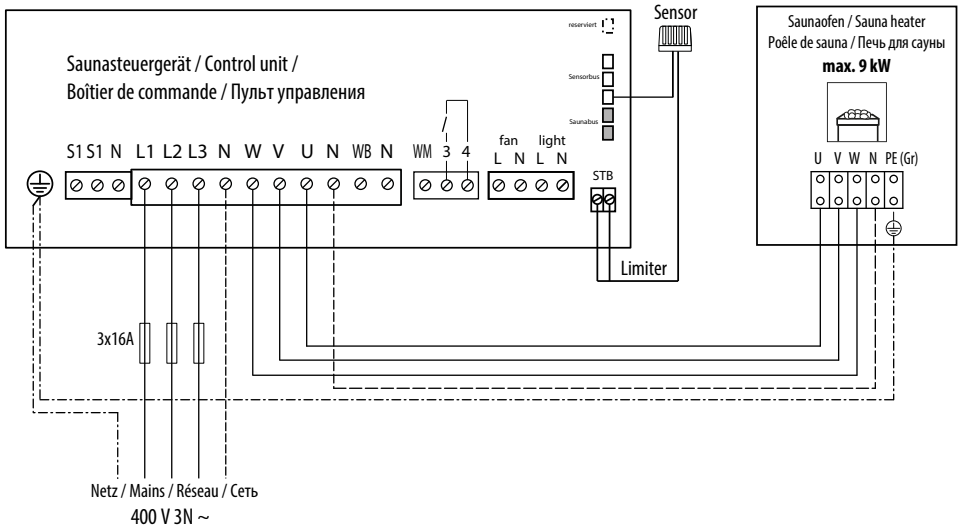 reserviert
Sensor
Saunasteuergerät / Control unit /
Boîtier de commande / Пульт управления
Sensorbus
Saunabus
Saunaofen / Sauna heater
Poêle de sauna / Печь для сауны
max. 9 kW
S1 S1 N L1 L2 L3 N W V U N WB N
WM 3 4
fan light
L N L N
STB
U V W N PE (Gr)
Limiter
3x16A
Netz / Mains / Réseau / Сеть
400 V 3N ~